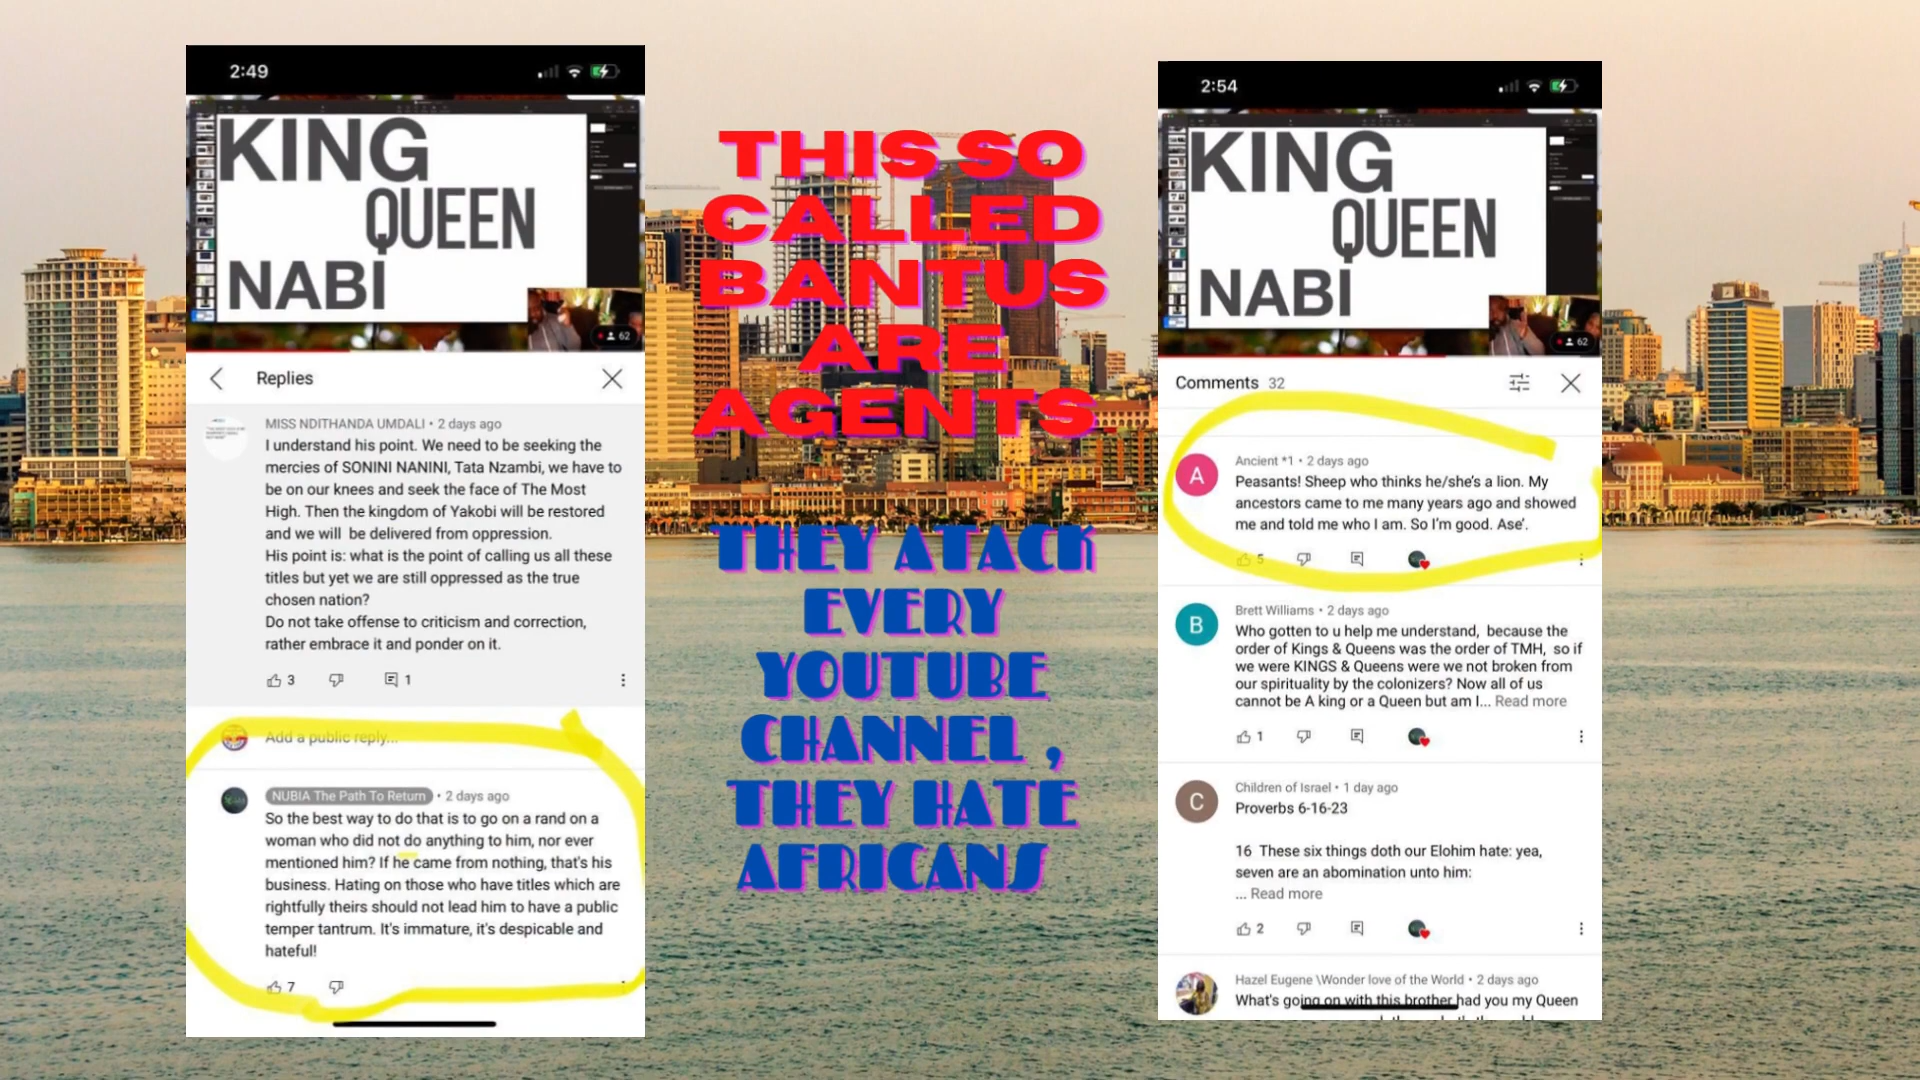 2:49
KING
QUEEN
NABI
62
Replies
MISS NDITHANDA UMDALI • 2 days ago
I understand his point. We need to be seeking the
mercies of SONINI NANINI, Tata Nzambi, we have to
be on our knees and seek the face of The Most
High. Then the kingdom of Yakobi will be restored
and we will be delivered from oppression.
His point is: what is the point of calling us all these
titles but yet we are still oppressed as the true
chosen nation?
Do not take offense to criticism and correction,
rather embrace it and ponder on it.
3
1
Add a public reply...
NUBIA The Path To Return • 2 days ago
So the best way to do that is to go on a rand on a
woman who did not do anything to him, nor ever
mentioned him? If he came from nothing, that's his
business. Hating on those who have titles which are
rightfully theirs should not lead him to have a public
temper tantrum. It's immature, it's despicable and
hateful!
7
THIS SO
CALLED
BANTUS
ARE
AGENTS
THEY ATACK
EVERY
YOUTUBE
CHANNEL ,
THEY HATE
AFRICANS
2:54
KING
QUEEN
NABI
62
Comments 32
A
Ancient *1 • 2 days ago
Peasants! Sheep who thinks he/she's a lion. My
ancestors came to me many years ago and showed
me and told me who I am. So I'm good. Ase'.
5
B
Brett Williams • 2 days ago
Who gotten to u help me understand, because the
order of Kings & Queens was the order of TMH, so if
we were KINGS & Queens were we not broken from
our spirituality by the colonizers? Now all of us
cannot be A king or a Queen but am I... Read more
1
C
Children of Israel • 1 day ago
Proverbs 6-16-23
16 These six things doth our Elohim hate: yea,
seven are an abomination unto him:
... Read more
2
Hazel Eugene \Wonder love of the World • 2 days ago
What's going on with this brother had you my Queen